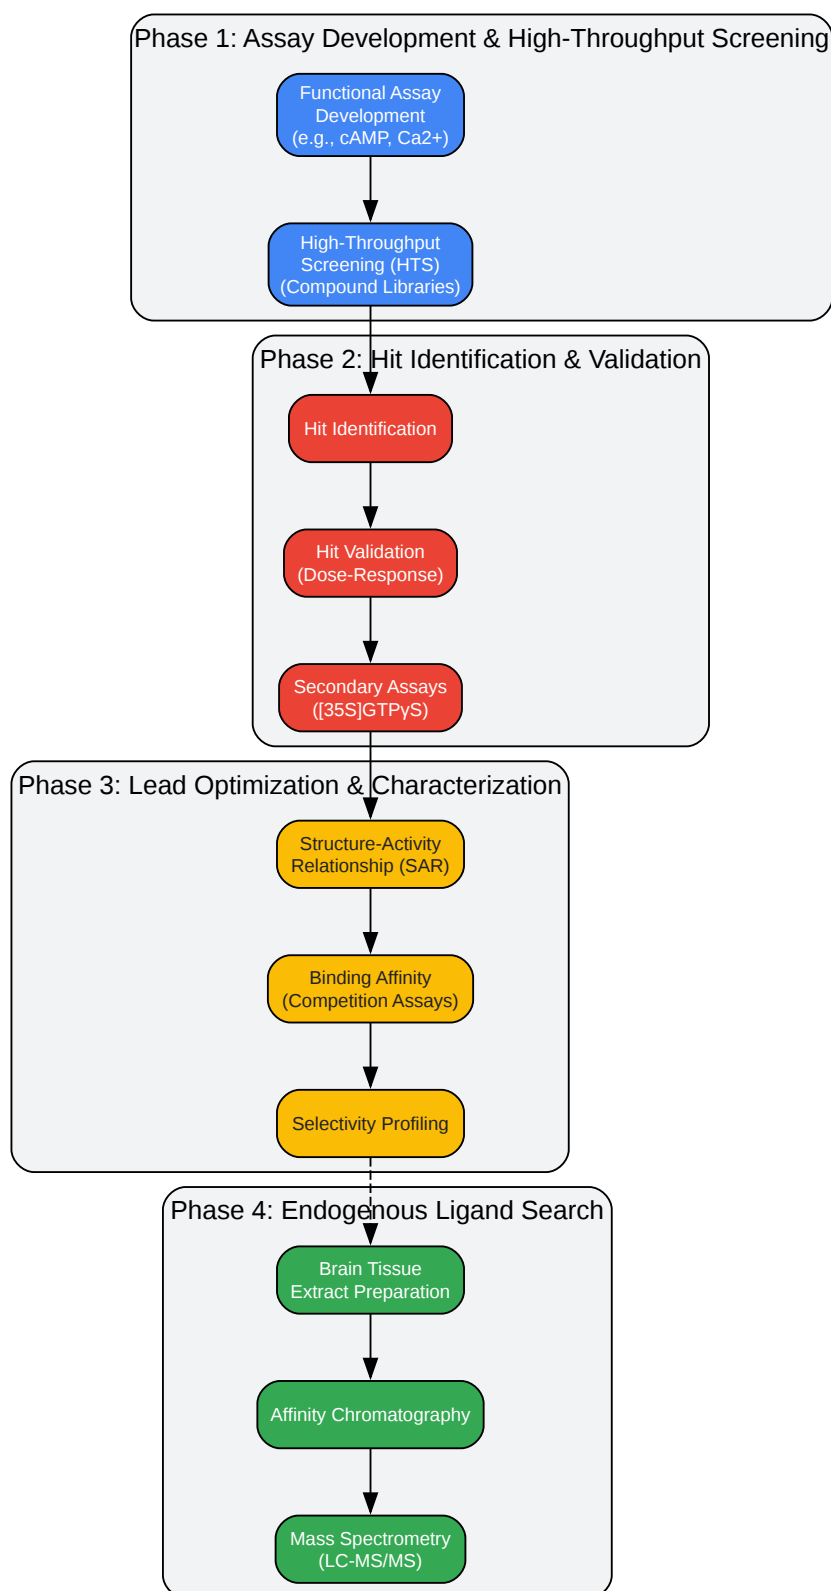 Phase 1: Assay Development & High-Throughput Screening
Functional Assay
Development
(e.g., cAMP, Ca2+)
High-Throughput
Screening (HTS)
(Compound Libraries)
Phase 2: Hit Identification & Validation
Hit Identification
Hit Validation
(Dose-Response)
Secondary Assays
([35S]GTPγS)
Phase 3: Lead Optimization & Characterization
Structure-Activity
Relationship (SAR)
Binding Affinity
(Competition Assays)
Selectivity Profiling
Phase 4: Endogenous Ligand Search
Brain Tissue
Extract Preparation
Affinity Chromatography
Mass Spectrometry
(LC-MS/MS)